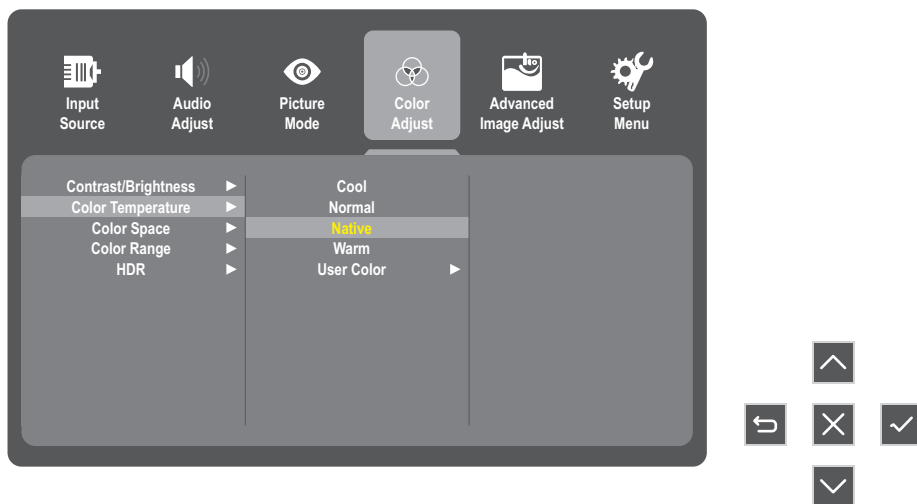 Input
Source
Audio
Adjust
Picture
Mode
Color
Adjust
Advanced
Image Adjust
Setup
Menu
Contrast/Brightness
Color Temperature
Color Space
Color Range
HDR
Cool
Normal
Native
Warm
User Color